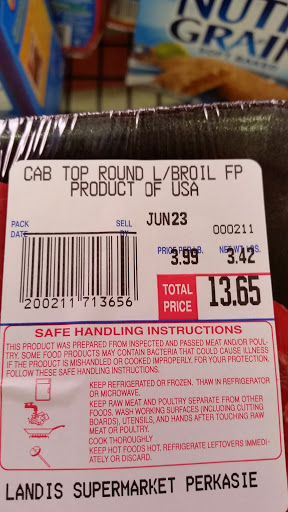 NUTRI
GRAIN
SOFT BAKED
CAB TOP ROUND L/BROIL FP
PRODUCT OF USA
PACK
DATE
SELL
BY
JUN23
000211
PRICE PER LB.
NET WT. LBS.
3.99
3.42
TOTAL
PRICE
13.65
200211 713656
SAFE HANDLING INSTRUCTIONS
THIS PRODUCT WAS PREPARED FROM INSPECTED AND PASSED MEAT AND/OR POUL-
TRY. SOME FOOD PRODUCTS MAY CONTAIN BACTERIA THAT COULD CAUSE ILLNESS
IF THE PRODUCT IS MISHANDLED OR COOKED IMPROPERLY. FOR YOUR PROTECTION,
FOLLOW THESE SAFE HANDLING INSTRUCTIONS.
KEEP REFRIGERATED OR FROZEN. THAW IN REFRIGERATOR
OR MICROWAVE.
KEEP RAW MEAT AND POULTRY SEPARATE FROM OTHER
FOODS. WASH WORKING SURFACES (INCLUDING CUTTING
BOARDS), UTENSILS, AND HANDS AFTER TOUCHING RAW
MEAT OR POULTRY.
COOK THOROUGHLY
KEEP HOT FOODS HOT. REFRIGERATE LEFTOVERS IMMEDI-
ATELY OR DISCARD.
LANDIS SUPERMARKET PERKASIE